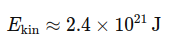 E_kin ≈ 2.4 × 10^21 J